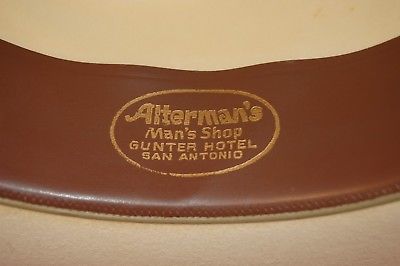 Alterman's
Man's Shop
GUNTER HOTEL
SAN ANTONIO